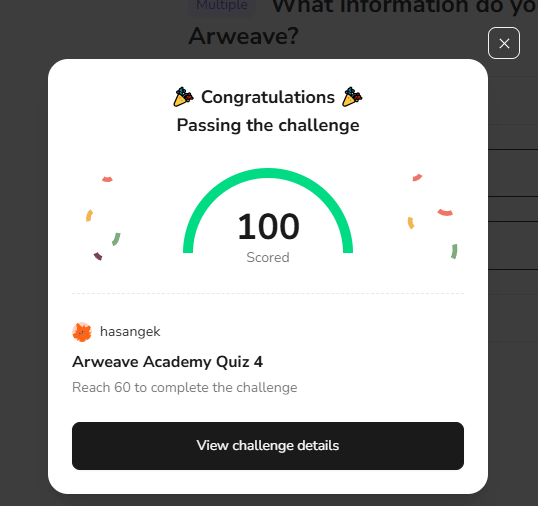 Multiple What information do yo
Arweave?
Congratulations
Passing the challenge
100
Scored
hasangek
Arweave Academy Quiz 4
Reach 60 to complete the challenge
View challenge details